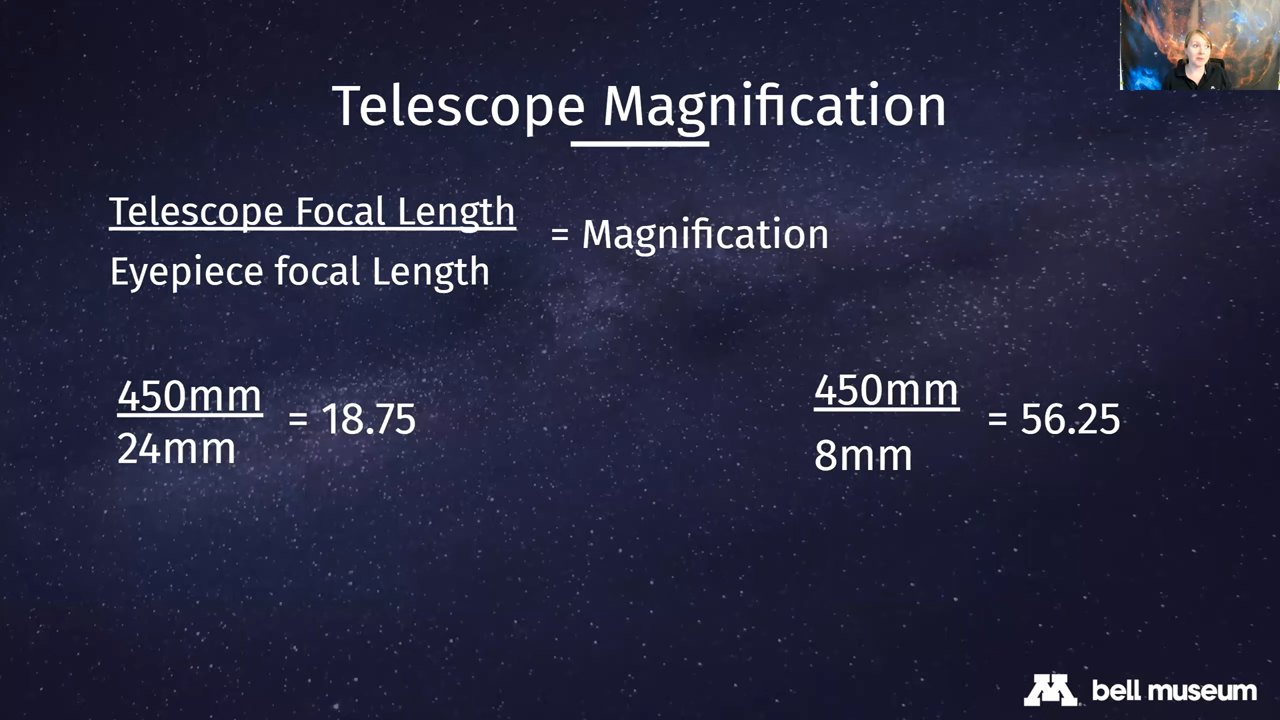 Telescope Magnification
Telescope Focal Length
= Magnification
Eyepiece focal Length
450mm
= 18.75
24mm
450mm
= 56.25
8mm
M bell museum